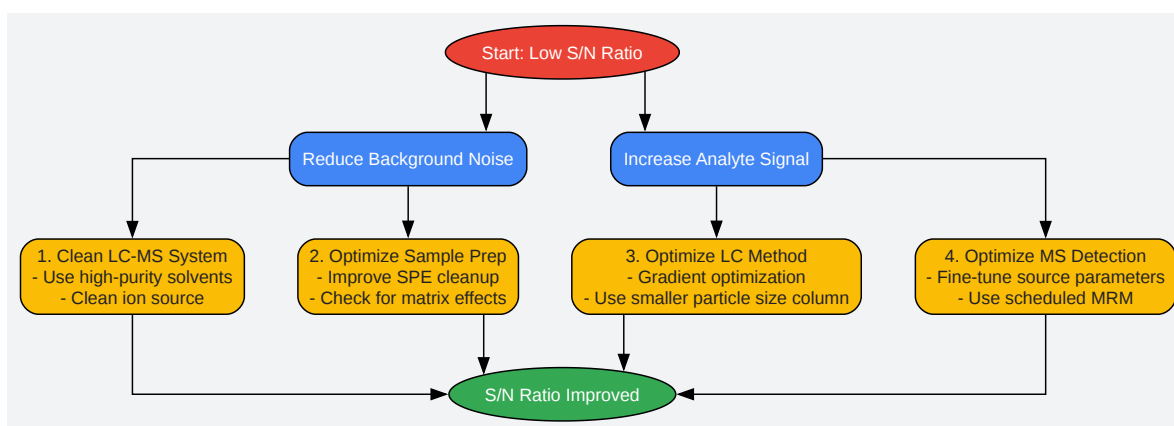 Start: Low S/N Ratio
Reduce Background Noise
Increase Analyte Signal
1. Clean LC-MS System
- Use high-purity solvents
- Clean ion source
2. Optimize Sample Prep
- Improve SPE cleanup
- Check for matrix effects
3. Optimize LC Method
- Gradient optimization
- Use smaller particle size column
4. Optimize MS Detection
- Fine-tune source parameters
- Use scheduled MRM
S/N Ratio Improved